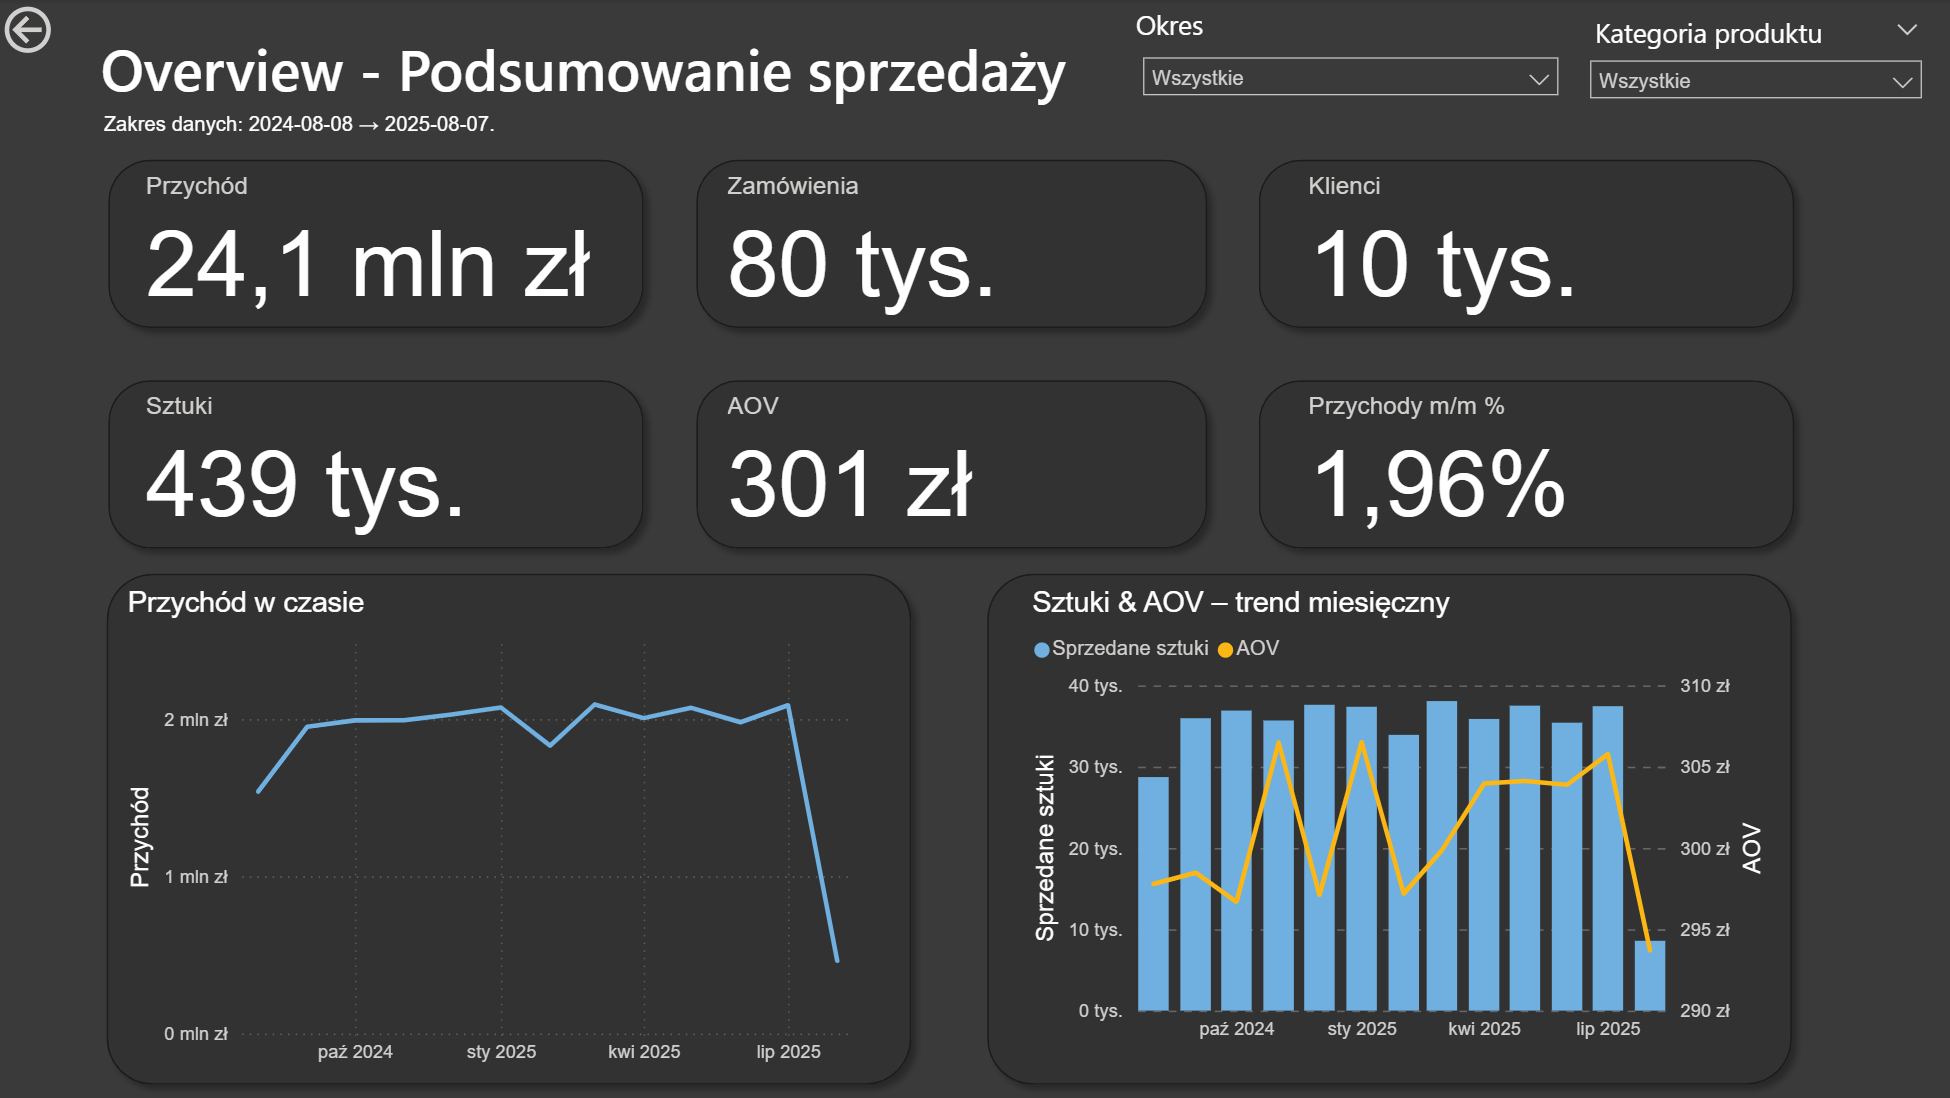 Overview - Podsumowanie sprzedaży
Zakres danych: 2024-08-08 → 2025-08-07.
Okres
Wszystkie
Kategoria produktu
Wszystkie
Przychód
24,1 mln zł
Zamówienia
80 tys.
Klienci
10 tys.
Sztuki
439 tys.
AOV
301 zł
Przychody m/m %
1,96%
Przychód w czasie
Przychód
2 mln zł
1 mln zł
0 mln zł
paź 2024
sty 2025
kwi 2025
lip 2025
Sztuki & AOV – trend miesięczny
Sprzedane sztuki
AOV
Sprzedane sztuki
40 tys.
30 tys.
20 tys.
10 tys.
0 tys.
310 zł
305 zł
300 zł
295 zł
290 zł
AOV
paź 2024
sty 2025
kwi 2025
lip 2025